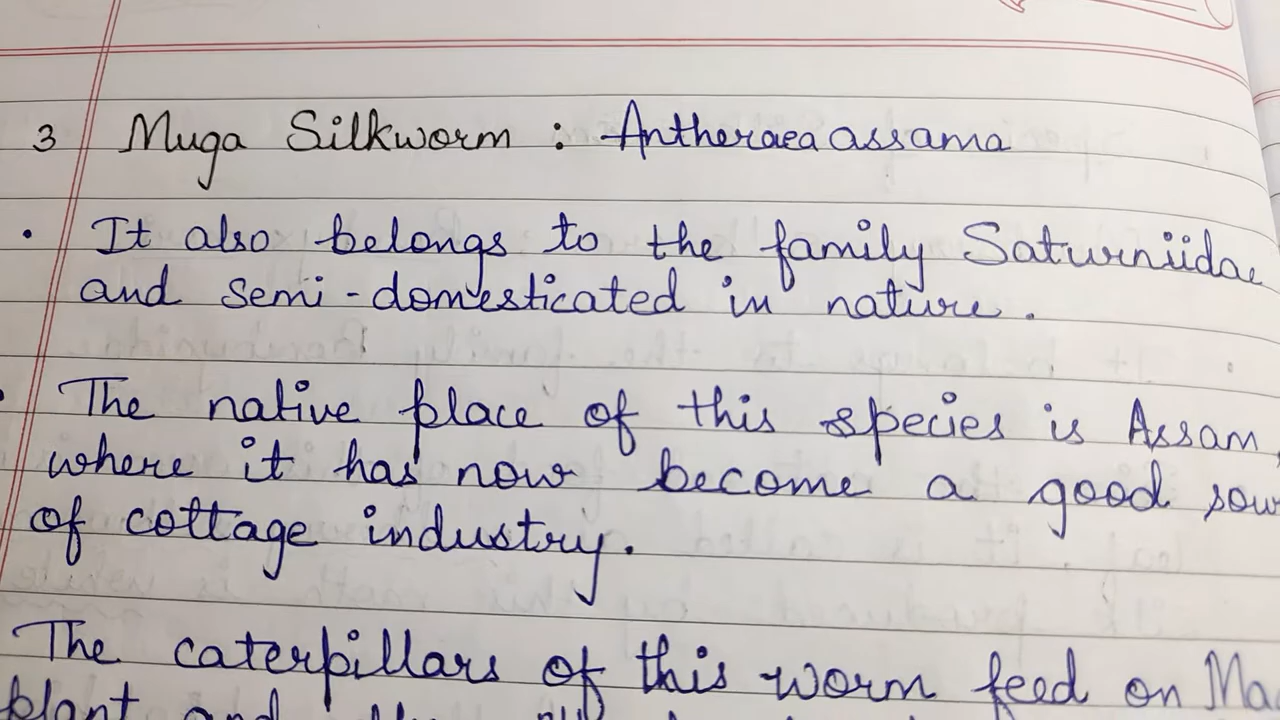 3 Muga Silkworm : Antheraea assama
• It also belongs to the family Saturniidae
and semi-domesticated in nature.
• The native place of this species is Assam,
where it has now become a good
of cottage industry.
The caterpillars of this worm feed on
plant and